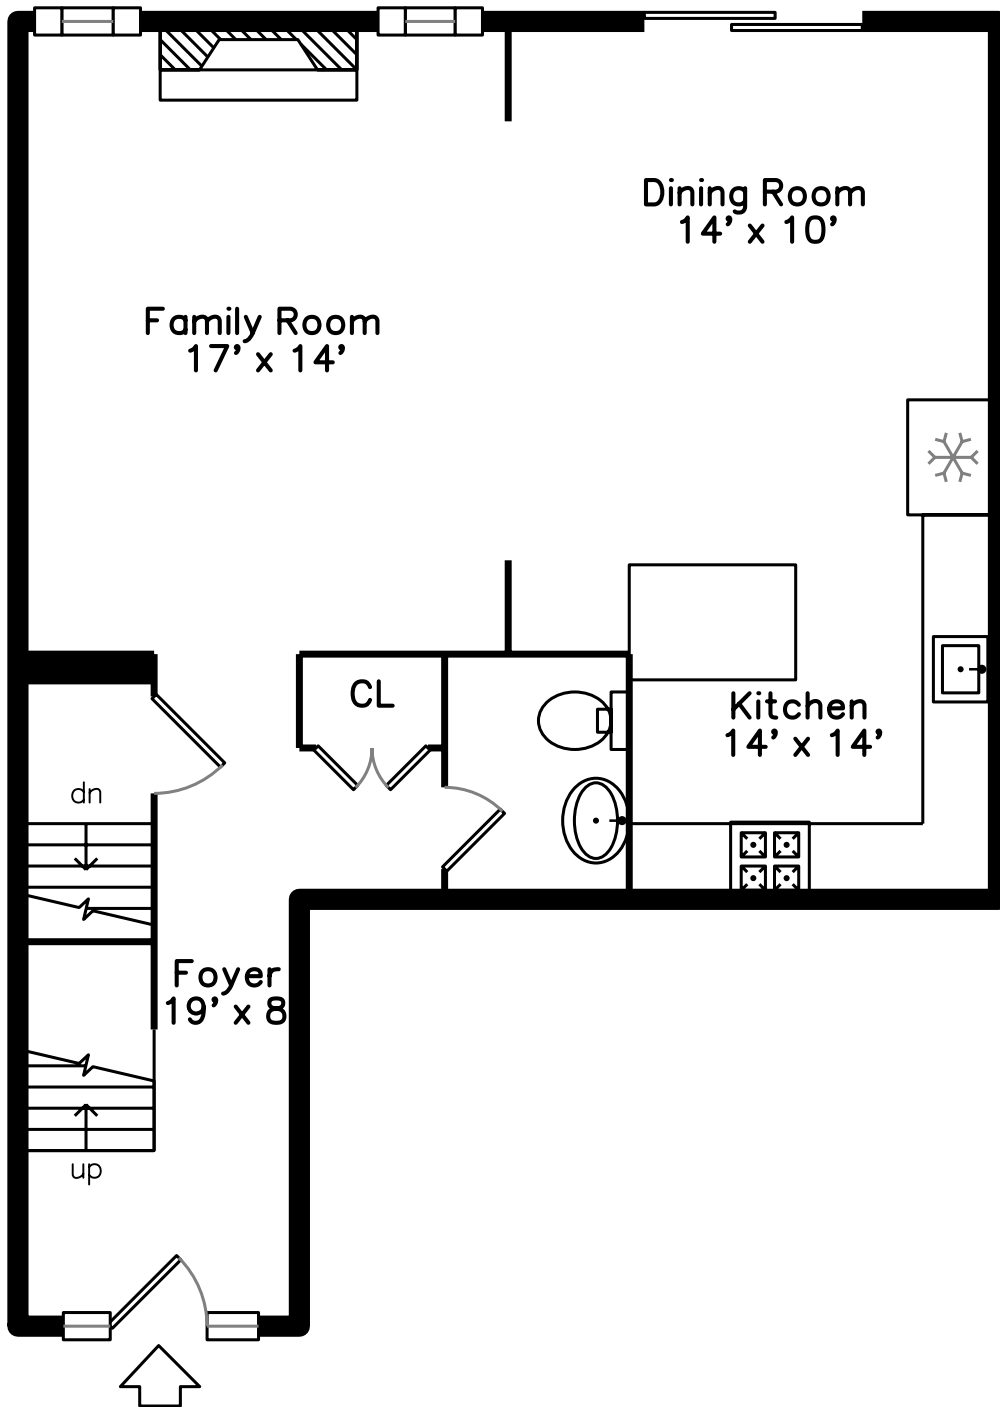 Dining Room
14' x 10'
Family Room
17' x 14'
CL
Kitchen
14' x 14'
dn
Foyer
19' x 8
up